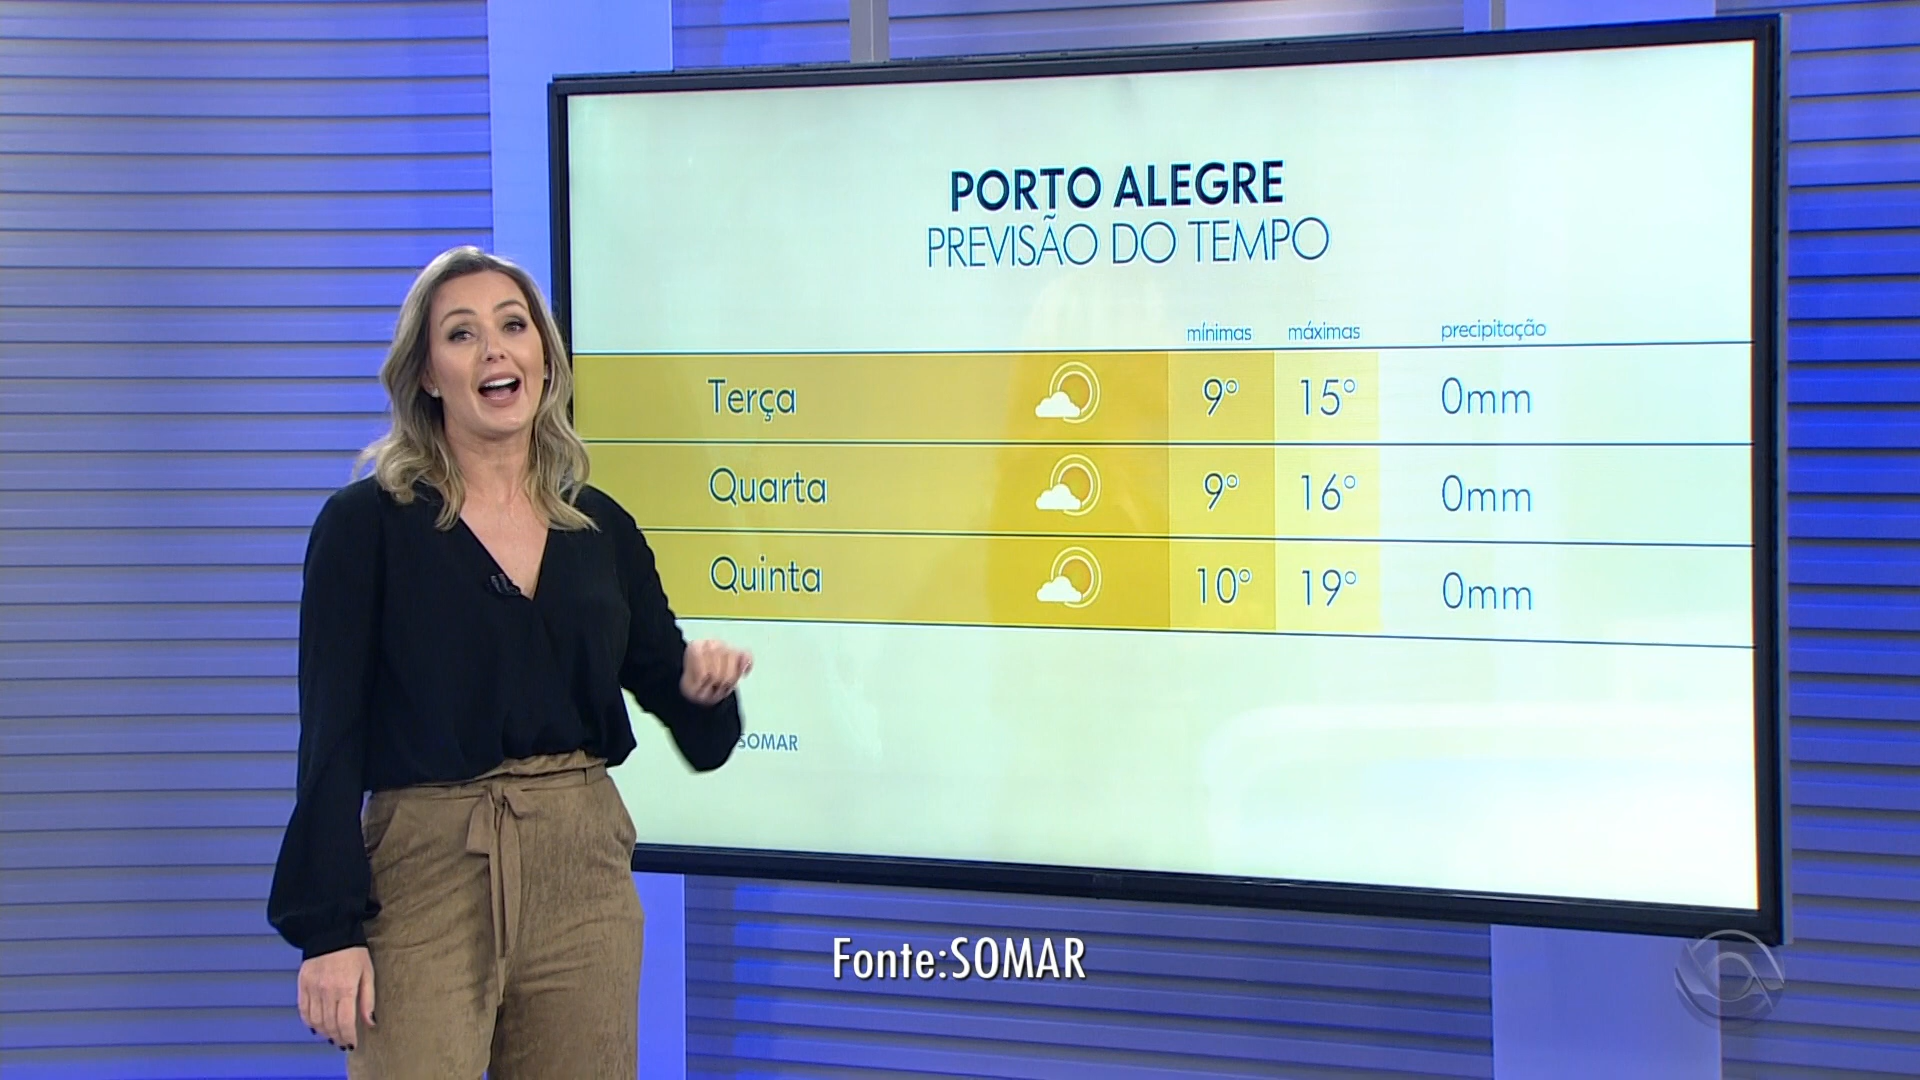 PORTO ALEGRE
PREVISÃO DO TEMPO
mínimas máximas precipitação
Terça 9° 15° 0mm
Quarta 9° 16° 0mm
Quinta 10° 19° 0mm
SOMAR
Fonte:SOMAR